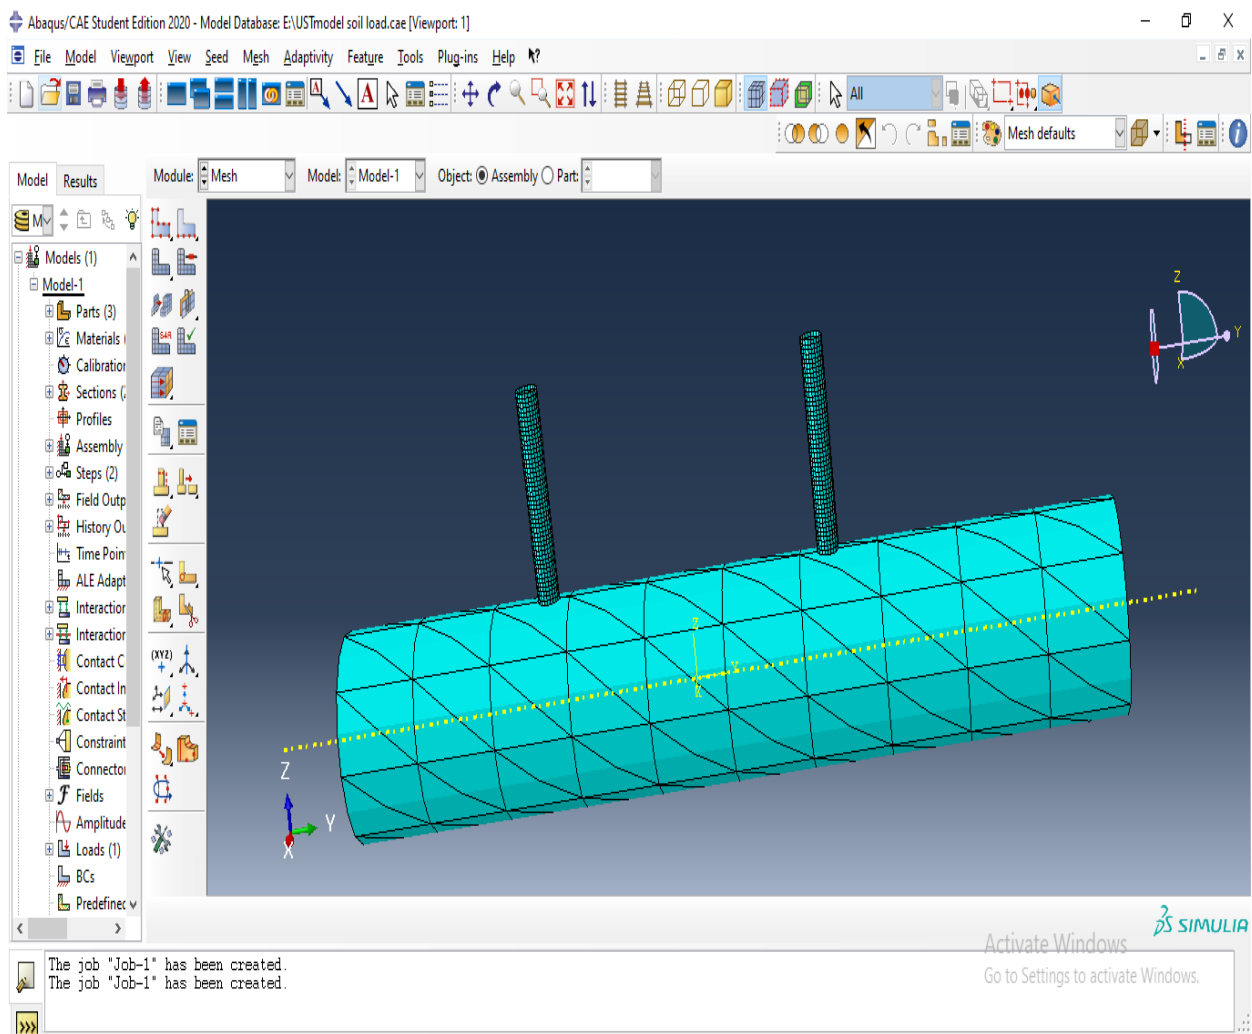 Abaqus/CAE Student Edition 2020 - Model Database: E:\USTmodel soil load.cae [Viewport: 1]
File Model Viewport View Seed Mesh Adaptivity Feature Tools Plug-ins Help
A A All
Mesh defaults
Model Results Module: Mesh Model: Model-1 Object: Assembly Part:
M
Models (1)
Model-1
Parts (3)
Materials (
Calibration
Sections (2
Profiles
Assembly
Steps (2)
Field Outp
History Ou
Time Poin
ALE Adapt
Interaction
Interaction
Contact C
Contact In
Contact St
Constraint
Connector
Fields
Amplitude
Loads (1)
BCs
Predefined
(XYZ)
Z
Y
X
Z
Y
X
Z
Y
X
SIMULIA
Activate Windows
Go to Settings to activate Windows.
The job "Job-1" has been created.
The job "Job-1" has been created.
>>>